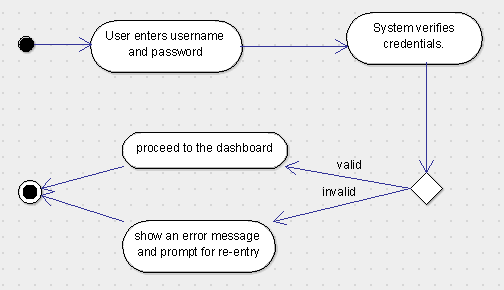 User enters username
and password
System verifies
credentials.
proceed to the dashboard
valid
invalid
show an error message
and prompt for re-entry